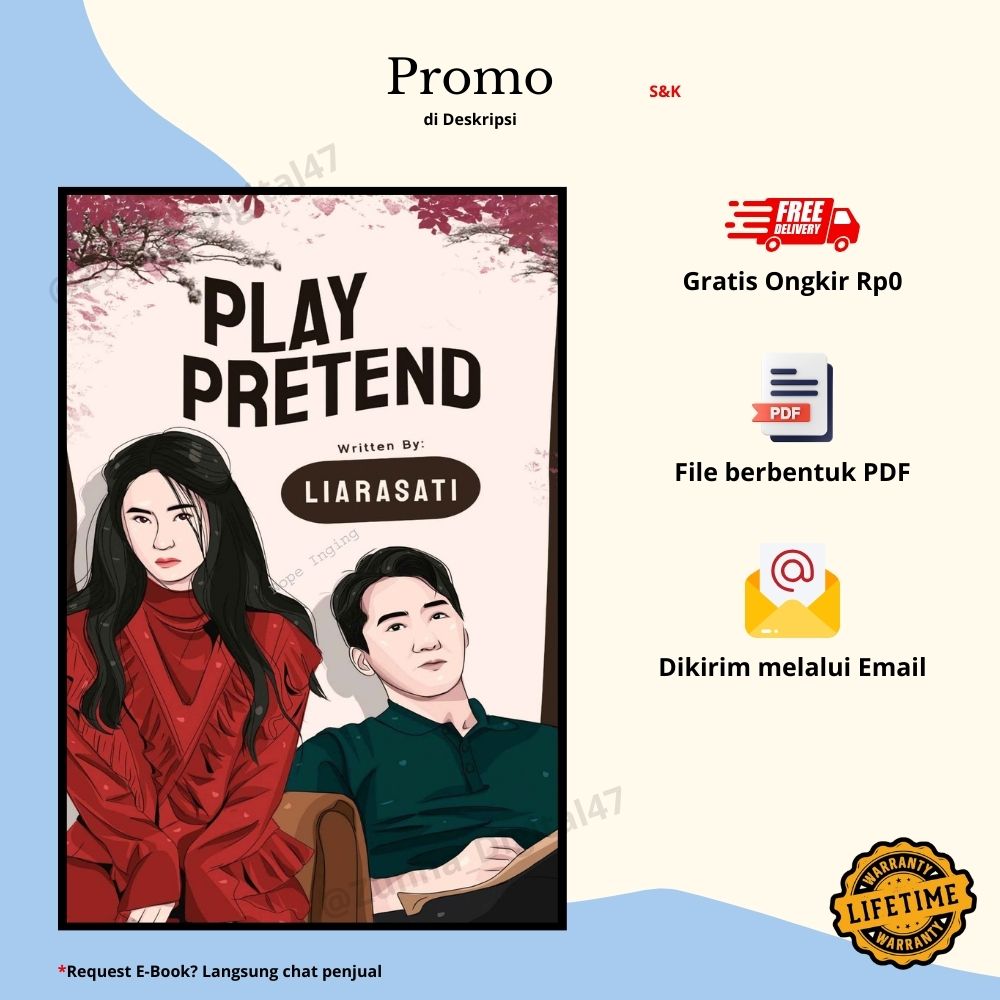 Promo
di Deskripsi
S&K
PLAY
PRETEND
Written By:
LIARASATI
FREE
DELIVERY
Gratis Ongkir Rp0
PDF
File berbentuk PDF
@
Dikirim melalui Email
WARRANTY
LIFETIME
WARRANTY
*Request E-Book? Langsung chat penjual